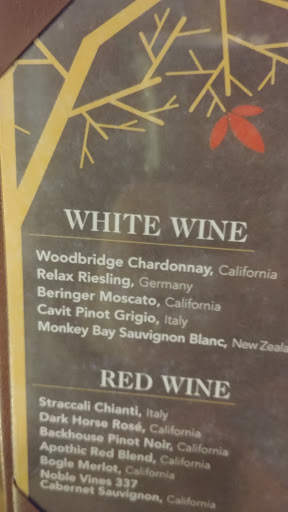 WHITE WINE
Woodbridge Chardonnay, California
Relax Riesling, Germany
Beringer Moscato, California
Cavit Pinot Grigio, Italy
Monkey Bay Sauvignon Blanc, New Zeala
RED WINE
Straccali Chianti, Italy
Dark Horse Rosé, California
Backhouse Pinot Noir, California
Apothic Red Blend, California
Bogle Merlot, California
Noble Vines 337
Cabernet Sauvignon, California